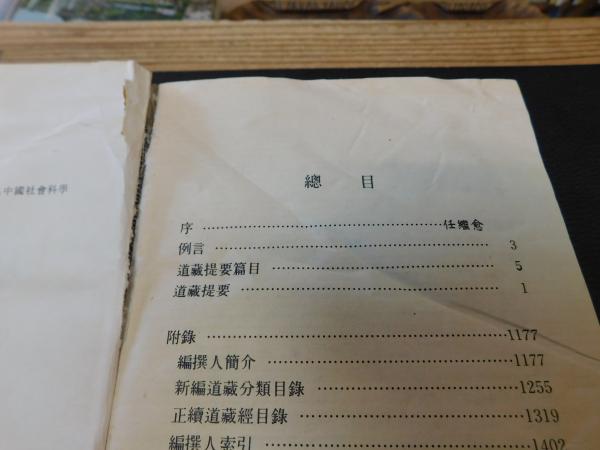 中國社會科學
總目
序 任繼愈
例言 3
道藏提要篇目 5
道藏提要 1
附錄 1177
編撰人簡介 1177
新編道藏分類目錄 1255
正續道藏經目錄 1319
編撰人索引 1402